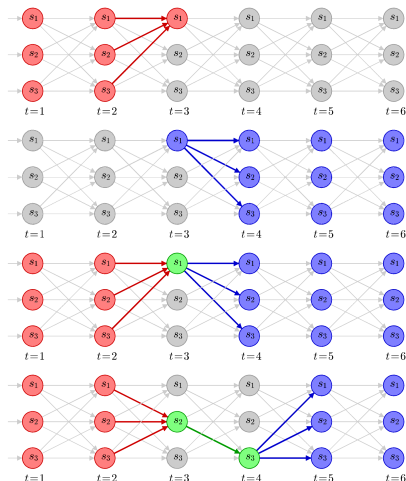 s₁ s₁ s₁ s₁ s₁ s₁
s₂ s₂ s₂ s₂ s₂ s₂
s₃ s₃ s₃ s₃ s₃ s₃
t=1 t=2 t=3 t=4 t=5 t=6
s₁ s₁ s₁ s₁ s₁ s₁
s₂ s₂ s₂ s₂ s₂ s₂
s₃ s₃ s₃ s₃ s₃ s₃
t=1 t=2 t=3 t=4 t=5 t=6
s₁ s₁ s₁ s₁ s₁ s₁
s₂ s₂ s₂ s₂ s₂ s₂
s₃ s₃ s₃ s₃ s₃ s₃
t=1 t=2 t=3 t=4 t=5 t=6
s₁ s₁ s₁ s₁ s₁ s₁
s₂ s₂ s₂ s₂ s₂ s₂
s₃ s₃ s₃ s₃ s₃ s₃
t=1 t=2 t=3 t=4 t=5 t=6